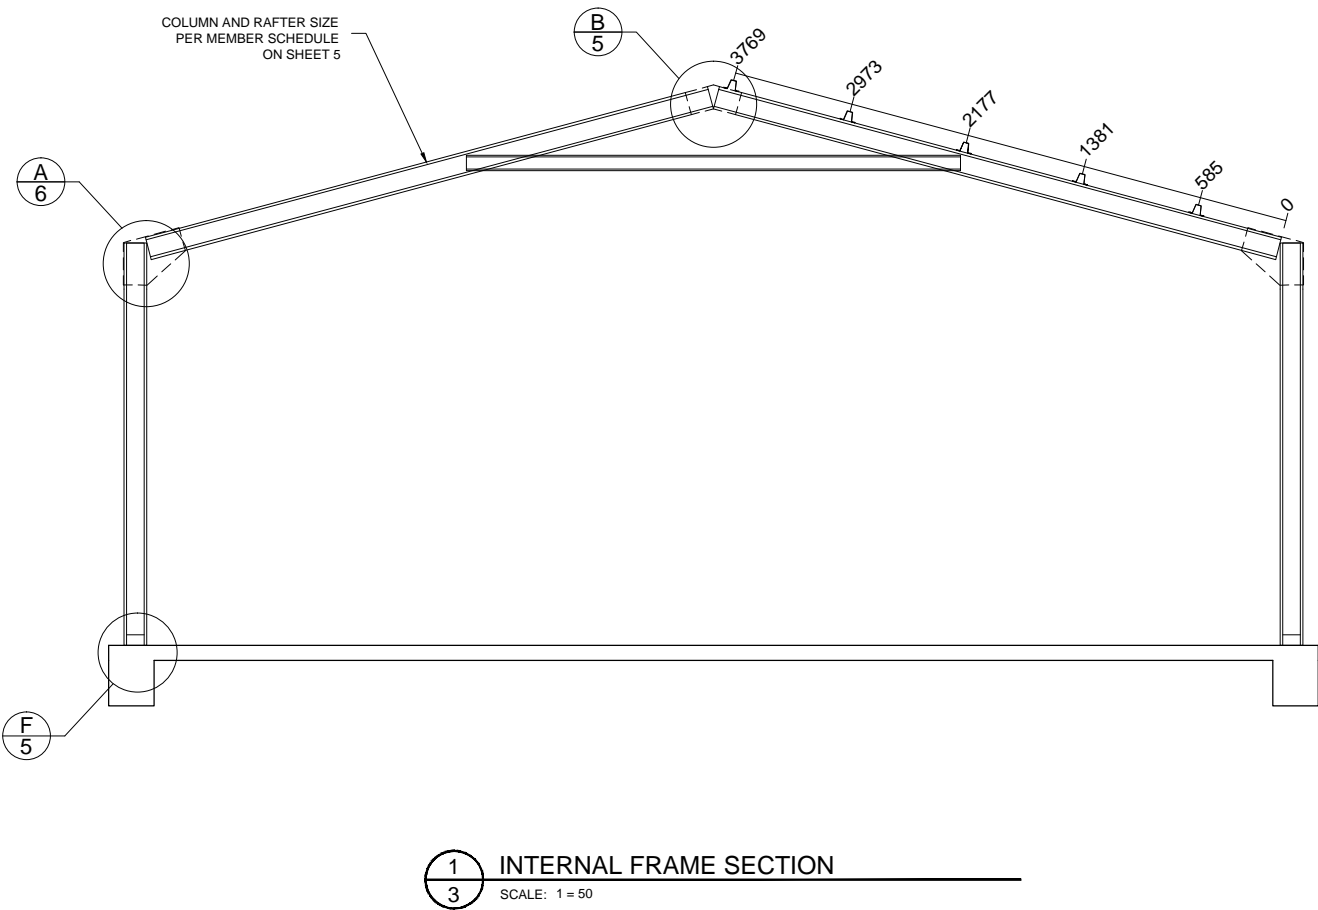 COLUMN AND RAFTER SIZE
PER MEMBER SCHEDULE
ON SHEET 5
B
5
3769
2973
2177
1381
585
0
A
6
F
5
1
3
INTERNAL FRAME SECTION
SCALE: 1 = 50